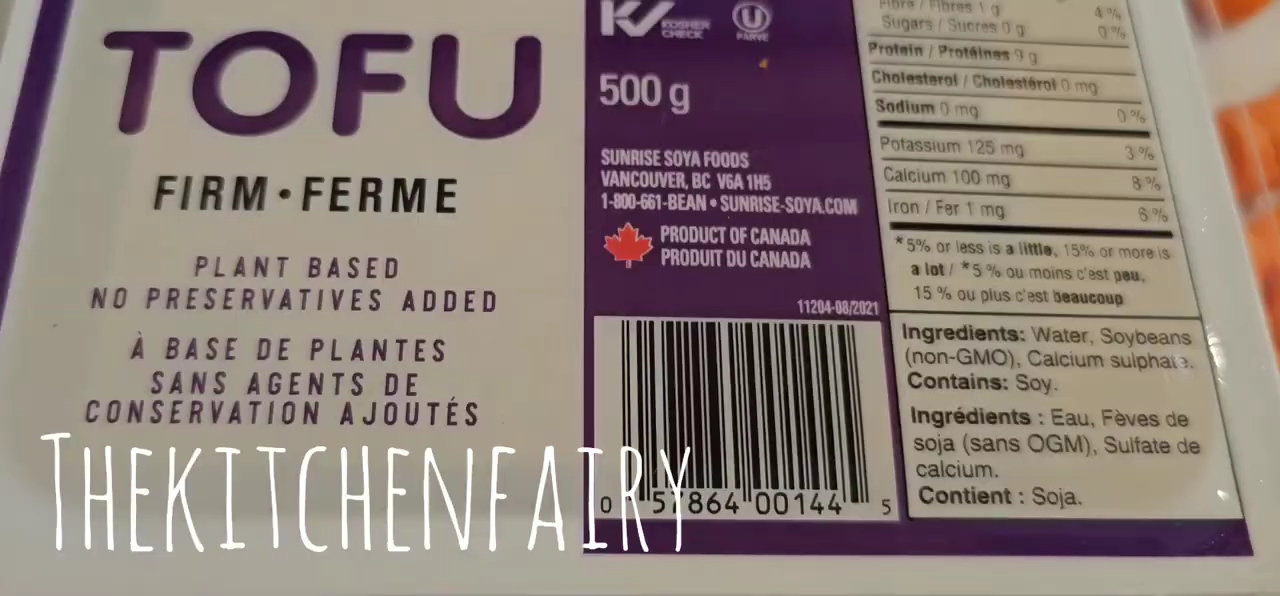 TOFU
FIRM • FERME
PLANT BASED
NO PRESERVATIVES ADDED
À BASE DE PLANTES
SANS AGENTS DE
CONSERVATION AJOUTÉS
KOSHER
CHECK
U
PARVE
500 g
SUNRISE SOYA FOODS
VANCOUVER, BC V6A 1H5
1-800-661-BEAN • SUNRISE-SOYA.COM
PRODUCT OF CANADA
PRODUIT DU CANADA
11204-08/2021
0 57864 00144 5
Fibre / Fibres 1 g 4 %
Sugars / Sucres 0 g 0 %
Protein / Protéines 9 g
Cholesterol / Cholestérol 0 mg
Sodium 0 mg 0 %
Potassium 125 mg 3 %
Calcium 100 mg 8 %
Iron / Fer 1 mg 6 %
*5% or less is a little, 15% or more is
a lot / *5 % ou moins c'est peu,
15 % ou plus c'est beaucoup
Ingredients: Water, Soybeans
(non-GMO), Calcium sulphate.
Contains: Soy.
Ingrédients : Eau, Fèves de
soja (sans OGM), Sulfate de
calcium.
Contient : Soja.
THEKITCHENFAIRY